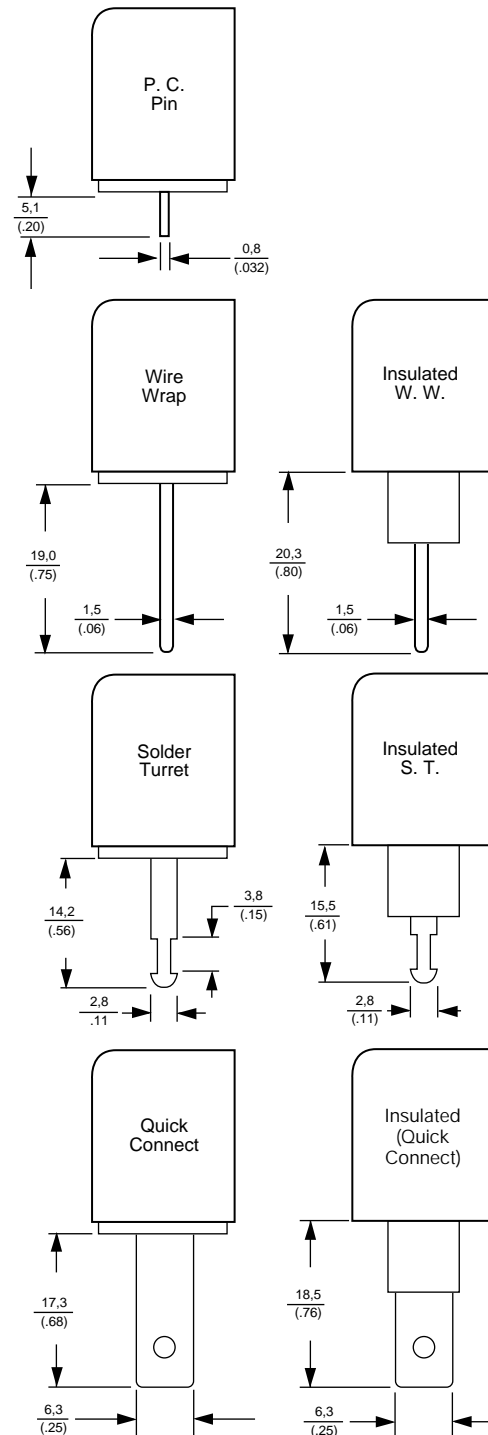 P. C.
Pin
5,1
(.20)
0,8
(.032)
Wire
Wrap
19,0
(.75)
1,5
(.06)
Insulated
W. W.
20,3
(.80)
1,5
(.06)
Solder
Turret
14,2
(.56)
3,8
(.15)
2,8
.11
Insulated
S. T.
15,5
(.61)
2,8
(.11)
Quick
Connect
17,3
(.68)
6,3
(.25)
Insulated
(Quick
Connect)
18,5
(.76)
6,3
(.25)